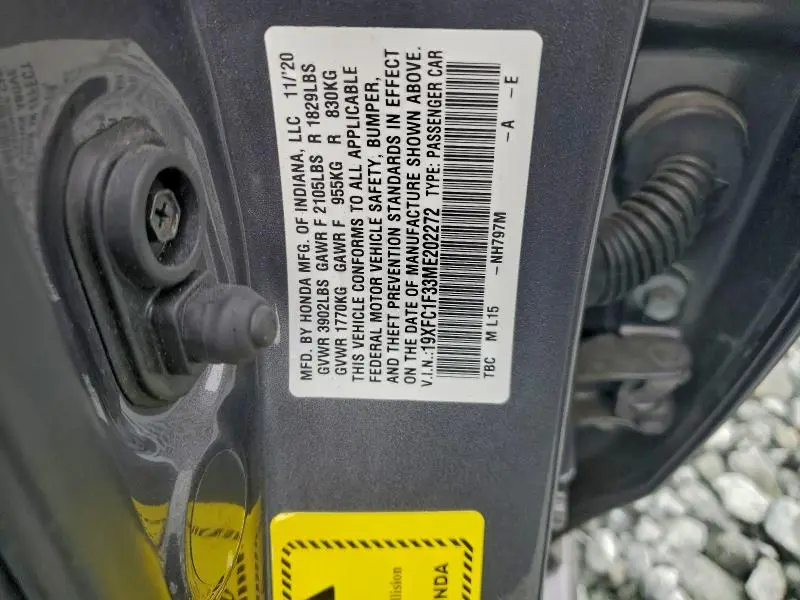 MFD. BY HONDA MFG. OF INDIANA, LLC 11/'20
GVWR 3902LBS GAWR F 2105LBS R 1829LBS
GVWR 1770KG GAWR F 955KG R 830KG
THIS VEHICLE CONFORMS TO ALL APPLICABLE
FEDERAL MOTOR VEHICLE SAFETY, BUMPER,
AND THEFT PREVENTION STANDARDS IN EFFECT
ON THE DATE OF MANUFACTURE SHOWN ABOVE.
V.I.N.:19XFC1F33ME202272 TYPE: PASSENGER CAR
TBC M L15 -NH797M -A -E
HONDA